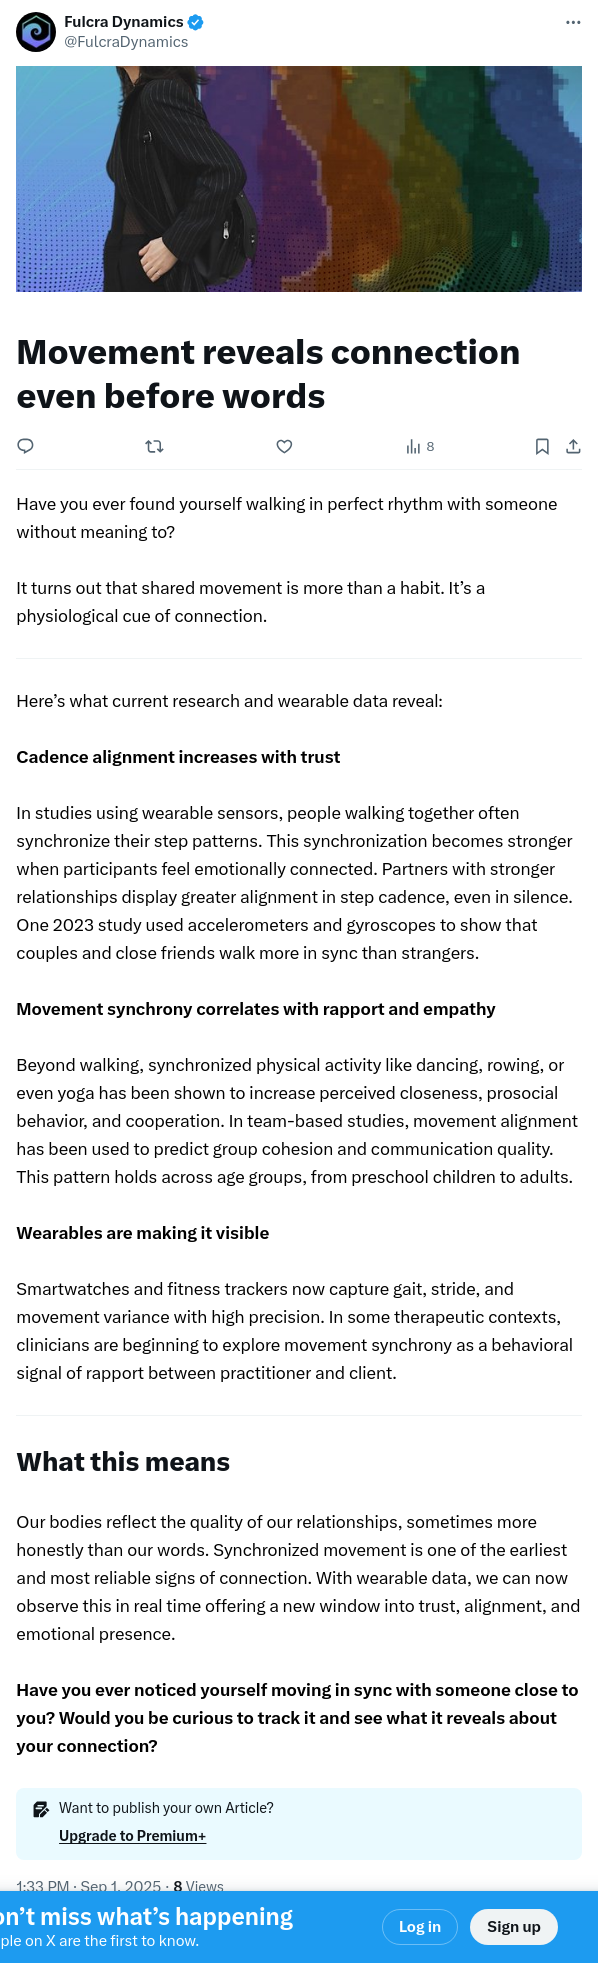 Fulcra Dynamics
@FulcraDynamics
Movement reveals connection
even before words
8
Have you ever found yourself walking in perfect rhythm with someone
without meaning to?
It turns out that shared movement is more than a habit. It’s a
physiological cue of connection.
Here’s what current research and wearable data reveal:
Cadence alignment increases with trust
In studies using wearable sensors, people walking together often
synchronize their step patterns. This synchronization becomes stronger
when participants feel emotionally connected. Partners with stronger
relationships display greater alignment in step cadence, even in silence.
One 2023 study used accelerometers and gyroscopes to show that
couples and close friends walk more in sync than strangers.
Movement synchrony correlates with rapport and empathy
Beyond walking, synchronized physical activity like dancing, rowing, or
even yoga has been shown to increase perceived closeness, prosocial
behavior, and cooperation. In team-based studies, movement alignment
has been used to predict group cohesion and communication quality.
This pattern holds across age groups, from preschool children to adults.
Wearables are making it visible
Smartwatches and fitness trackers now capture gait, stride, and
movement variance with high precision. In some therapeutic contexts,
clinicians are beginning to explore movement synchrony as a behavioral
signal of rapport between practitioner and client.
What this means
Our bodies reflect the quality of our relationships, sometimes more
honestly than our words. Synchronized movement is one of the earliest
and most reliable signs of connection. With wearable data, we can now
observe this in real time offering a new window into trust, alignment, and
emotional presence.
Have you ever noticed yourself moving in sync with someone close to
you? Would you be curious to track it and see what it reveals about
your connection?
Want to publish your own Article?
Upgrade to Premium+
1:33 PM · Sep 1, 2025 · 8 Views
on’t miss what’s happening
ple on X are the first to know.
Log in
Sign up